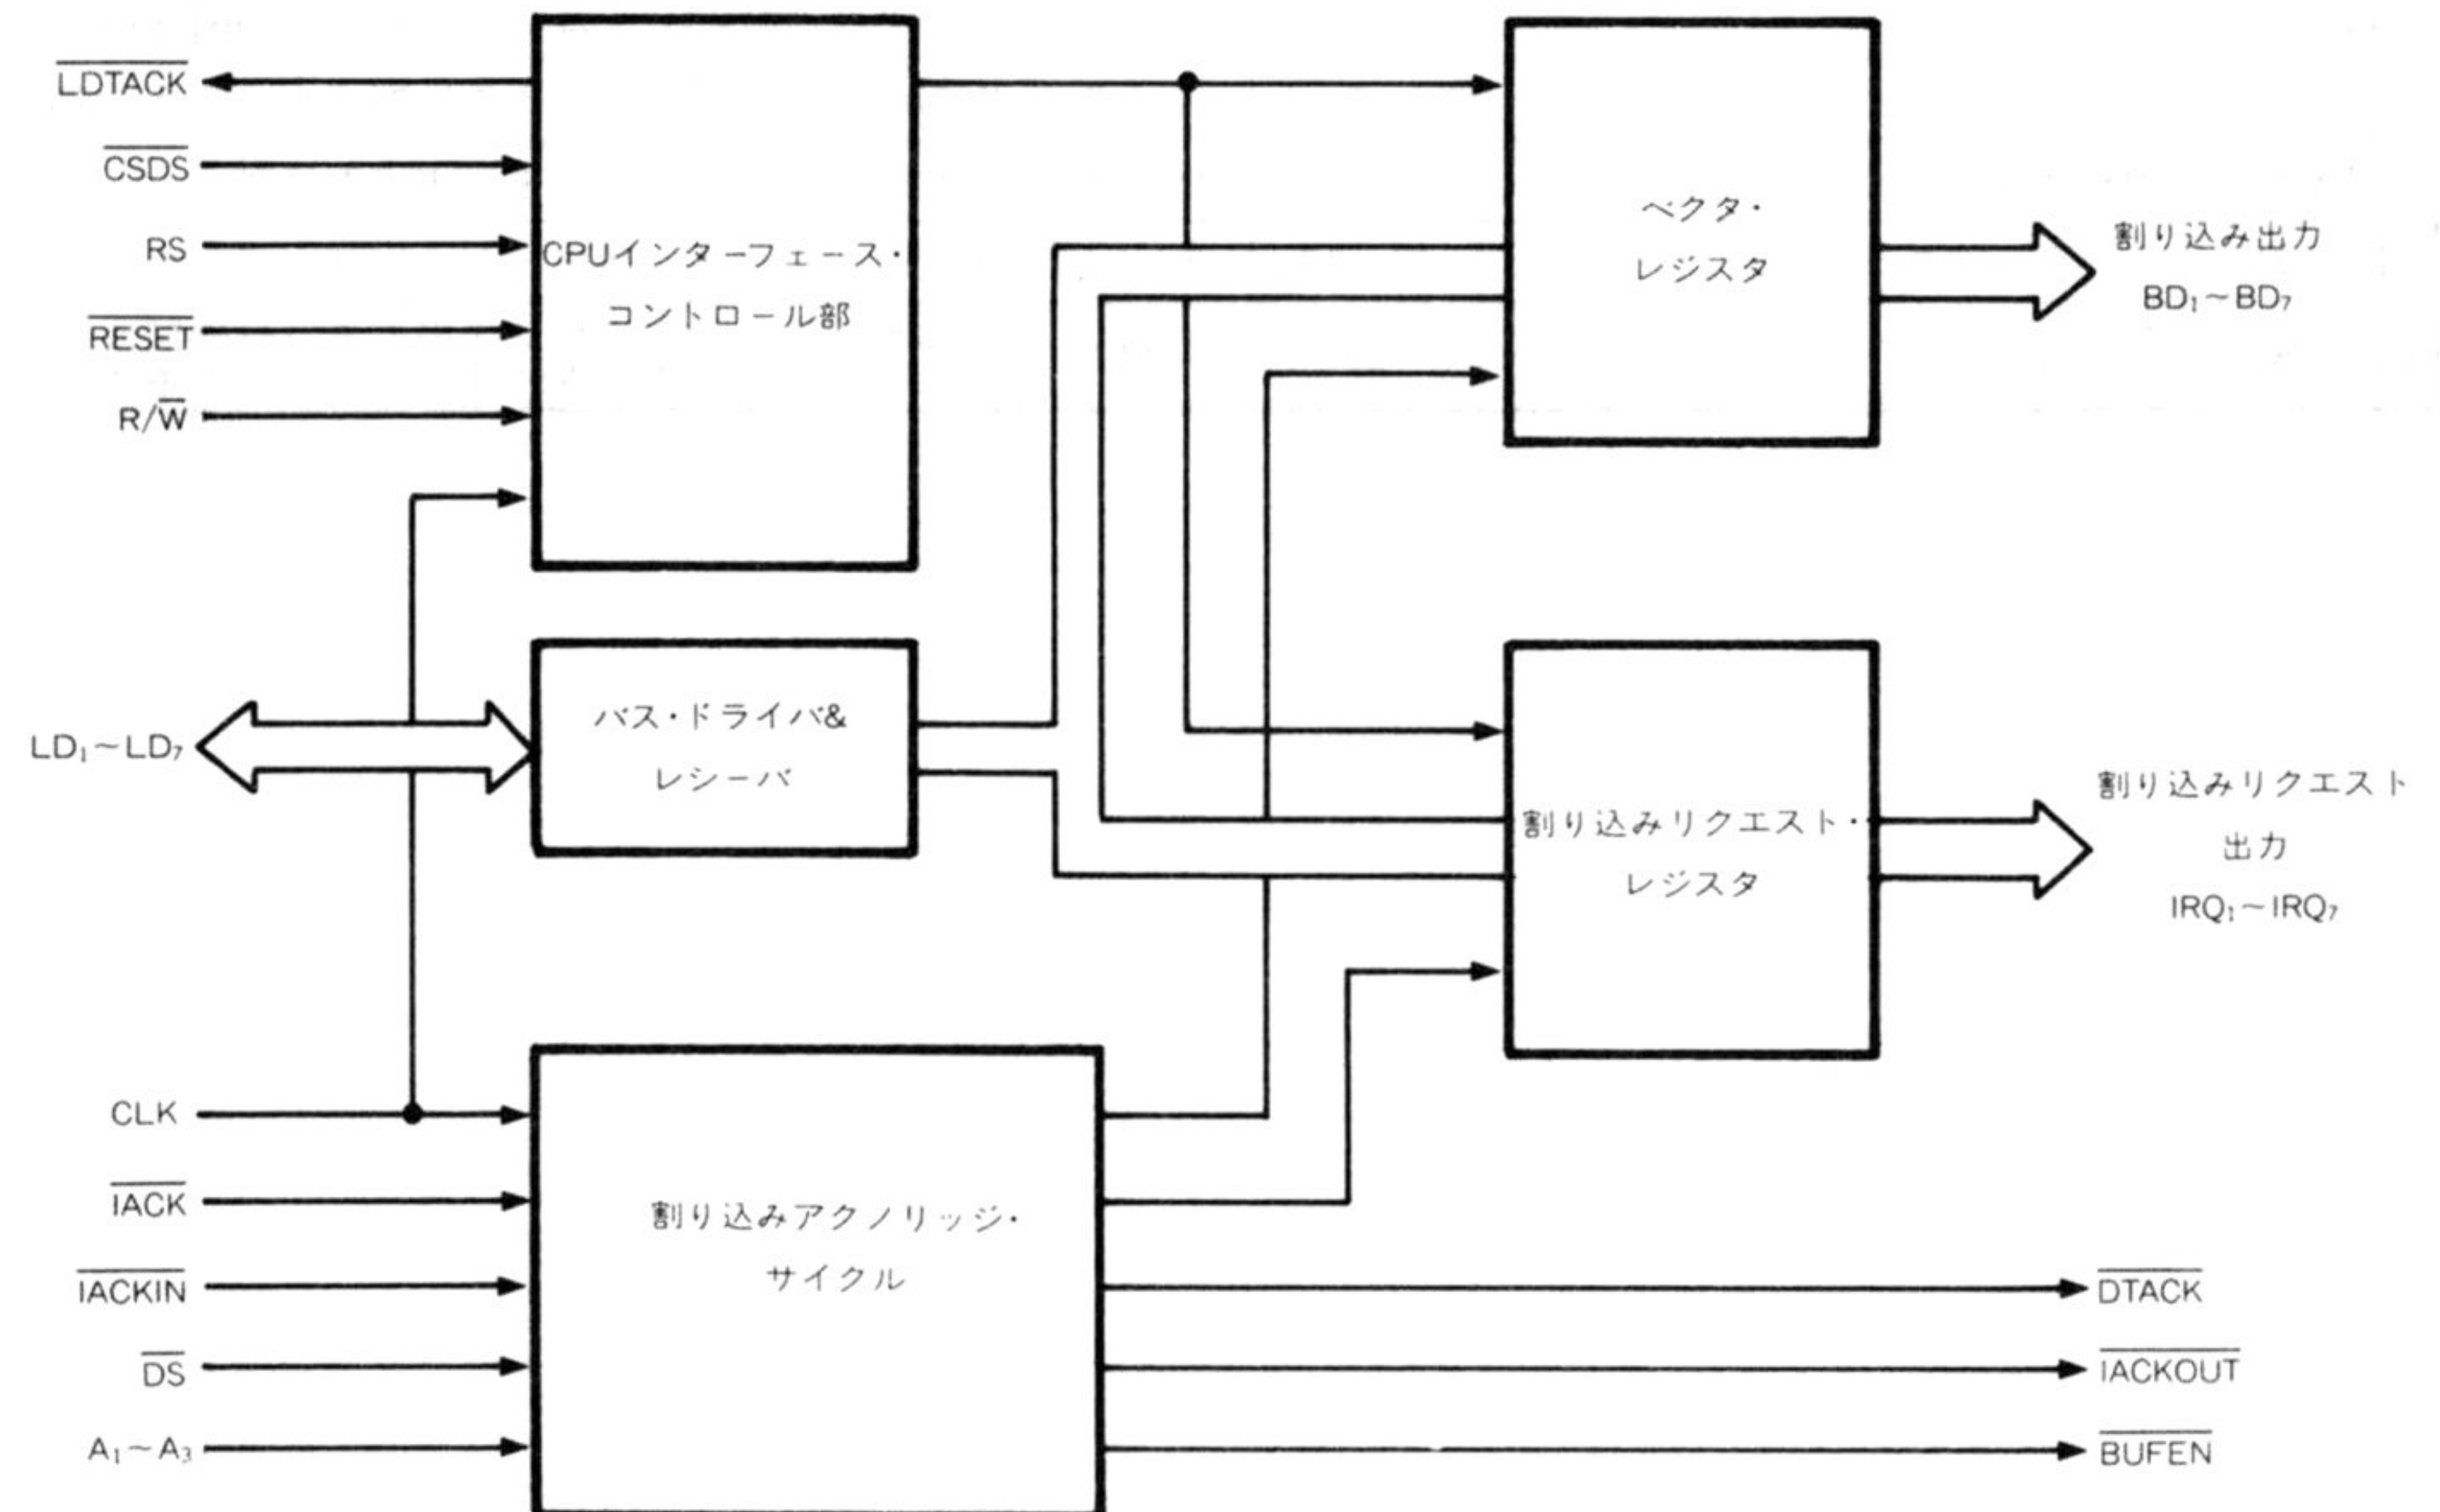 LDTACK
CSDS
RS
RESET
R/W
CPUインターフェース・
コントロール部
ベクタ・
レジスタ
割り込み出力
BD₁～BD₇
LD₁～LD₇
バス・ドライバ&
レシーバ
割り込みリクエスト・
レジスタ
割り込みリクエスト
出力
IRQ₁～IRQ₇
CLK
IACK
IACKIN
DS
A₁～A₃
割り込みアクノリッジ・
サイクル
DTACK
IACKOUT
BUFEN